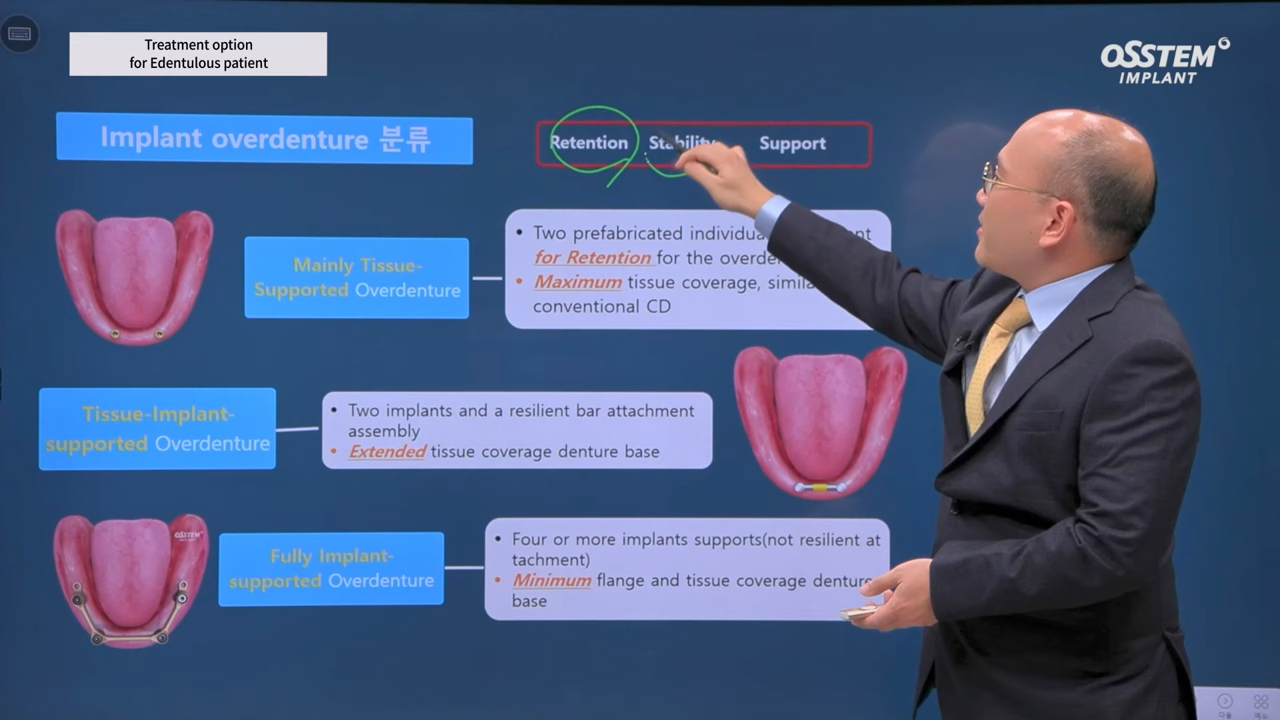 Treatment option
for Edentulous patient
OSSTEM
IMPLANT
Implant overdenture 분류
Retention Stability Support
Mainly Tissue-
Supported Overdenture
• Two prefabricated individual
for Retention for the
• Maximum tissue coverage,
conventional CD
Tissue-Implant-
supported Overdenture
• Two implants and a resilient bar attachment
assembly
• Extended tissue coverage denture base
OSSTEM
Fully Implant-
supported Overdenture
• Four or more implants supports(not resilient at
tachment)
• Minimum flange and tissue coverage denture
base